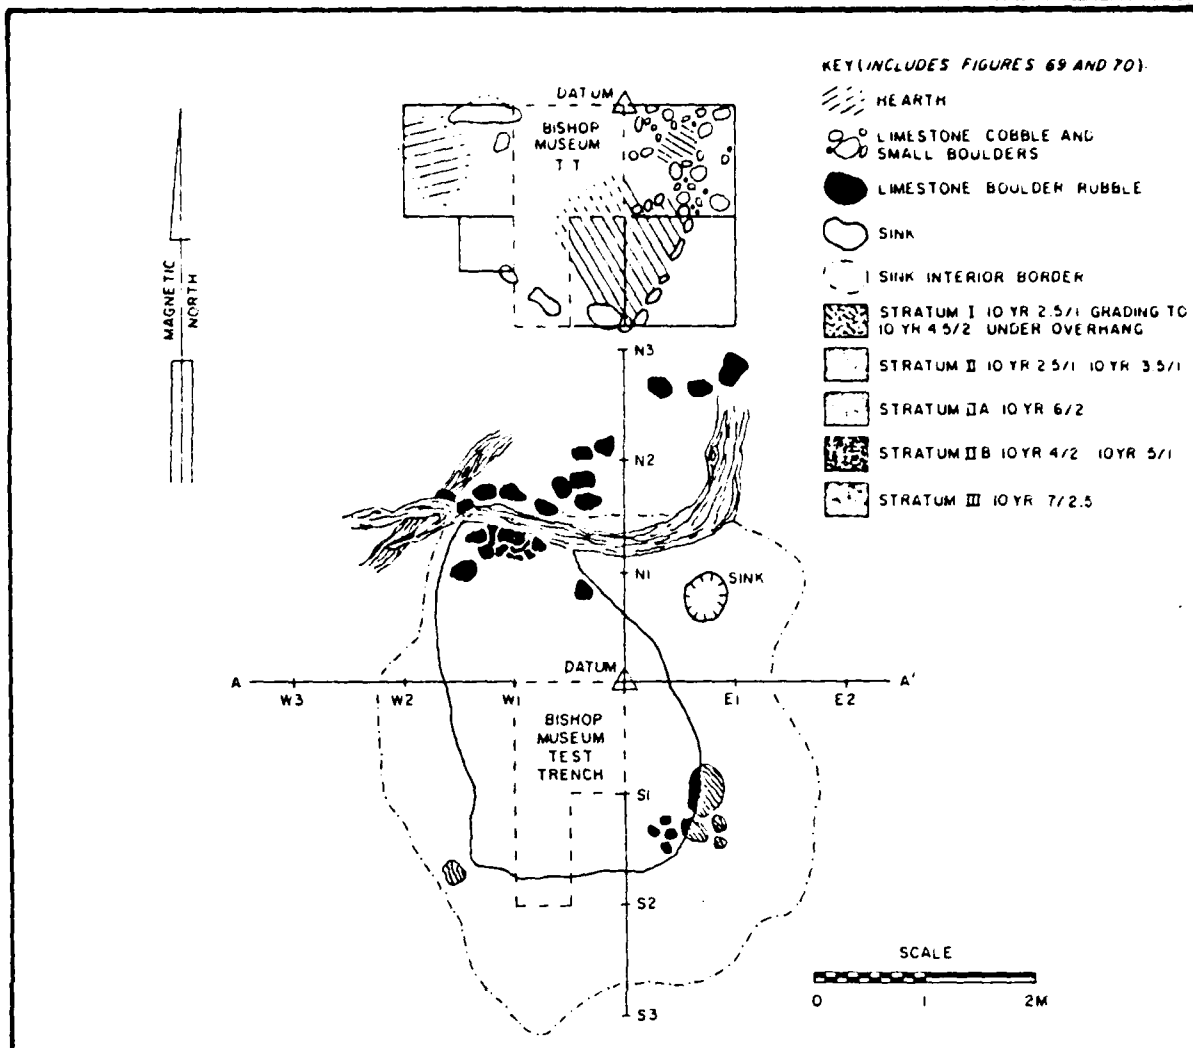 KEY (INCLUDES FIGURES 69 AND 70)
HEARTH
LIMESTONE COBBLE AND
SMALL BOULDERS
LIMESTONE BOULDER RUBBLE
SINK
SINK INTERIOR BORDER
STRATUM I 10 YR 2.5/1 GRADING TO
10 YR 4.5/2 UNDER OVERHANG
STRATUM II 10 YR 2.5/1 10 YR 3.5/1
STRATUM IIA 10 YR 6/2
STRATUM IIB 10 YR 4/2 10 YR 5/1
STRATUM III 10 YR 7/2.5
DATUM
BISHOP
MUSEUM
T T
MAGNETIC
NORTH
N3
N2
N1
SINK
DATUM
A
W3
W2
W1
E1
E2
A'
BISHOP
MUSEUM
TEST
TRENCH
S1
S2
S3
SCALE
0 1 2M